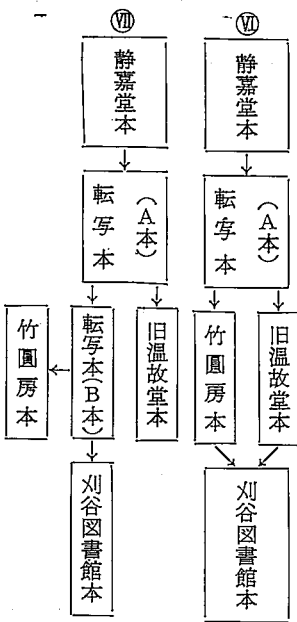 Ⅵ
静嘉堂本
(A本)
転写本
旧温故堂本
竹圓房本
刈谷図書館本
Ⅶ
静嘉堂本
(A本)
転写本
旧温故堂本
転写本(B本)
竹圓房本
刈谷図書館本